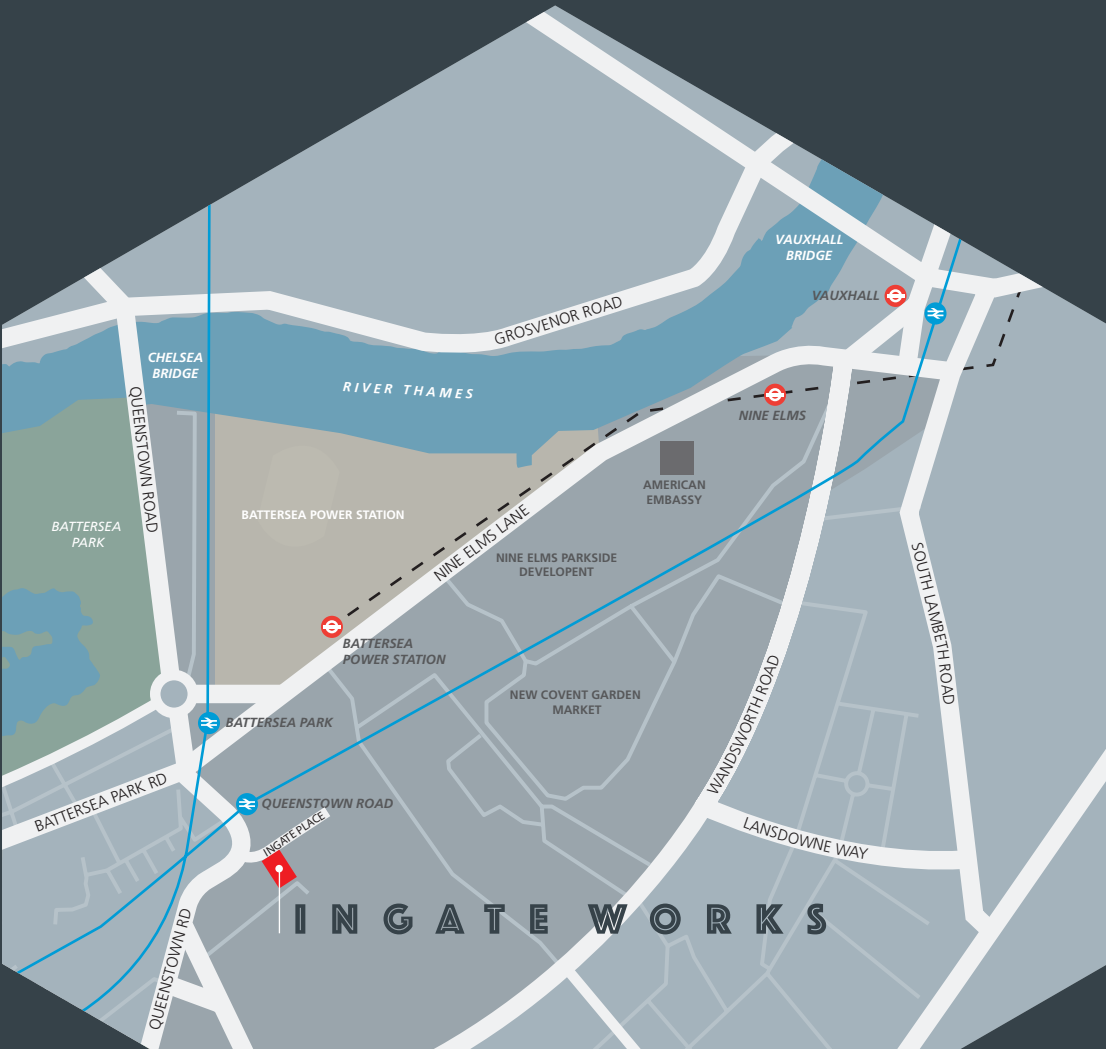 VAUXHALL
BRIDGE
VAUXHALL
GROSVENOR ROAD
CHELSEA
BRIDGE
RIVER THAMES
QUEENSTOWN ROAD
NINE ELMS
AMERICAN
EMBASSY
BATTERSEA
PARK
BATTERSEA POWER STATION
NINE ELMS LANE
NINE ELMS PARKSIDE
DEVELOPENT
SOUTH LAMBETH ROAD
BATTERSEA
POWER STATION
NEW COVENT GARDEN
MARKET
WANDSWORTH ROAD
BATTERSEA PARK
BATTERSEA PARK RD
QUEENSTOWN ROAD
INGATE PLACE
LANSDOWNE WAY
INGATE WORKS
QUEENSTOWN RD